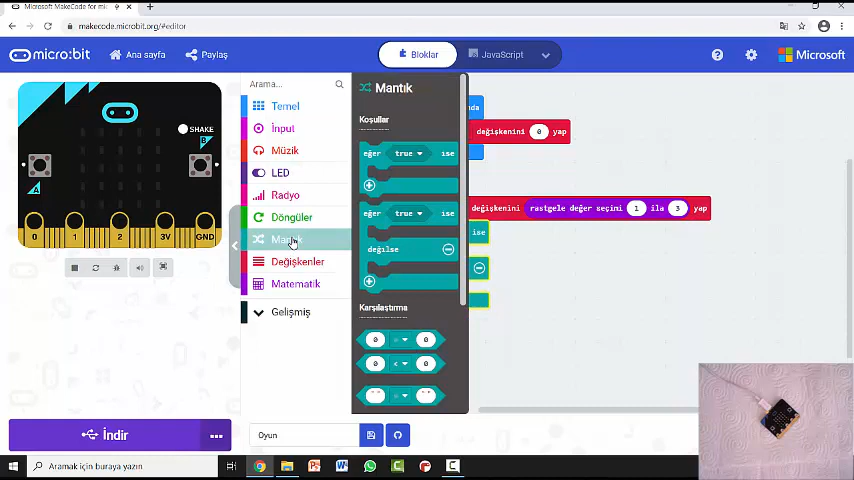 Microsoft MakeCode for micro:bit
makecode.microbit.org/#editor
micro:bit
Ana sayfa
Paylaş
Bloklar
JavaScript
Microsoft
SHAKE
B
A
0
1
2
3V
GND
İndir
Arama...
Temel
Input
Müzik
LED
Radyo
Döngüler
Mantık
Değişkenler
Matematik
Gelişmiş
Mantık
Koşullar
eğer true ise
eğer true ise
değilse
Karşılaştırma
0 = 0
0 < 0
" " = " "
değişkenini 0 yap
değişkenini rastgele değer seçimi 1 ila 3 yap
ise
Oyun
Aramak için buraya yazın